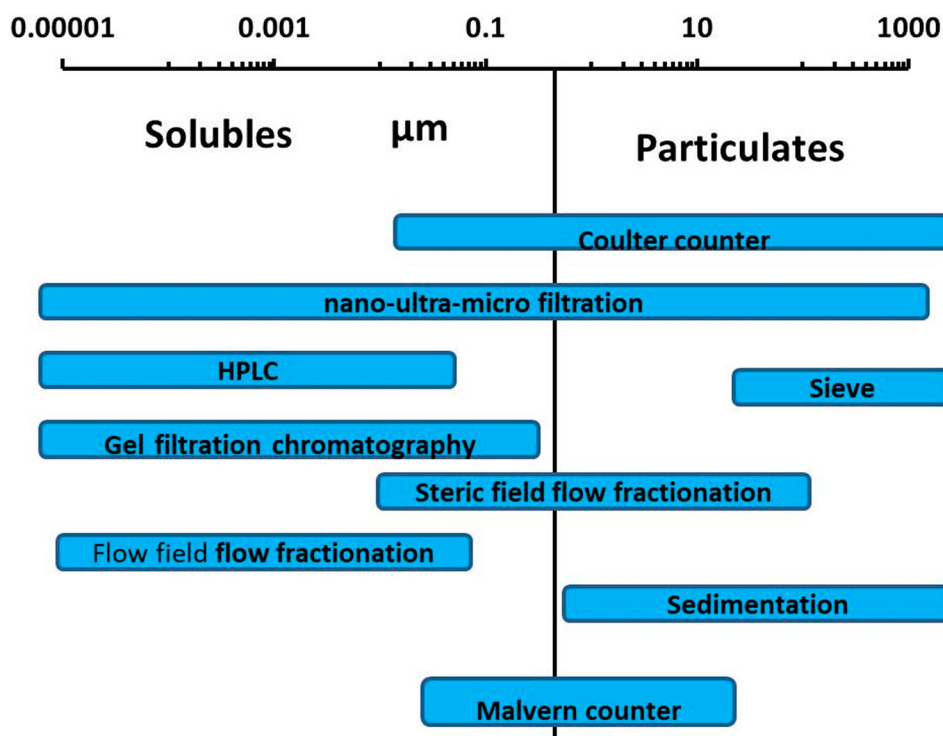 0.00001 0.001 0.1 10 1000
Solubles µm Particulates
Coulter counter
nano-ultra-micro filtration
HPLC
Sieve
Gel filtration chromatography
Steric field flow fractionation
Flow field flow fractionation
Sedimentation
Malvern counter